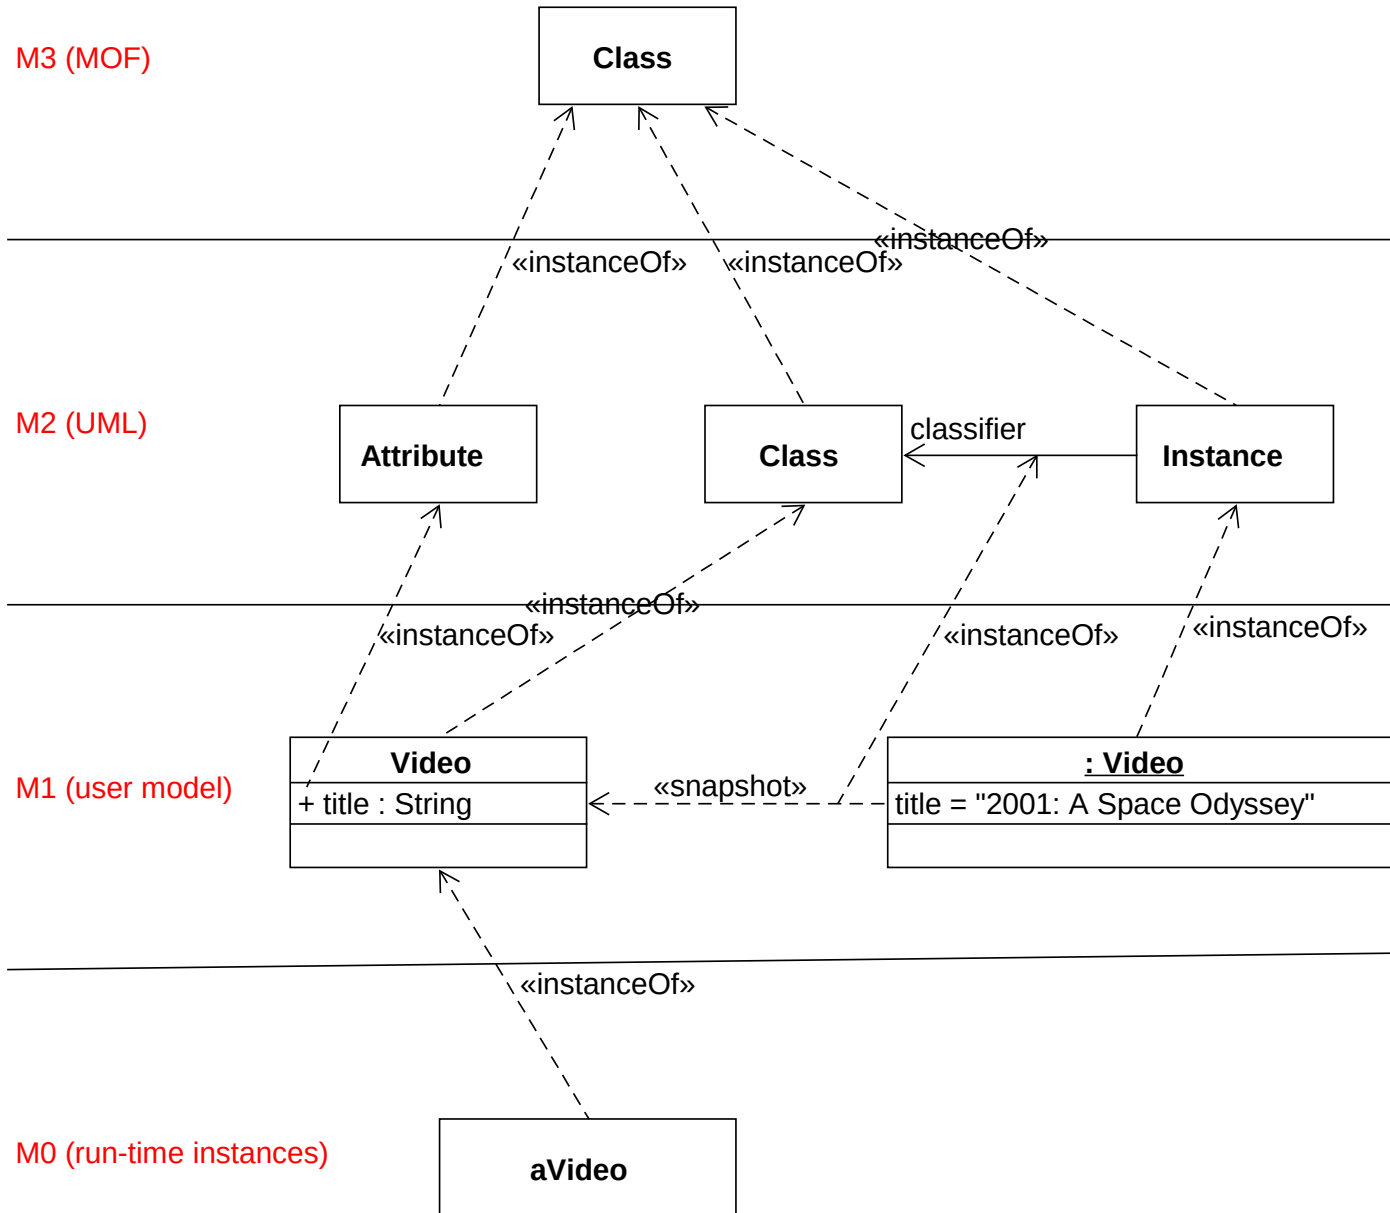 M3 (MOF)
Class
«instanceOf»
«instanceOf»
«instanceOf»
M2 (UML)
Attribute
Class
classifier
Instance
«instanceOf»
«instanceOf»
«instanceOf»
«instanceOf»
M1 (user model)
Video
+ title : String
«snapshot»
: Video
title = "2001: A Space Odyssey"
«instanceOf»
M0 (run-time instances)
aVideo